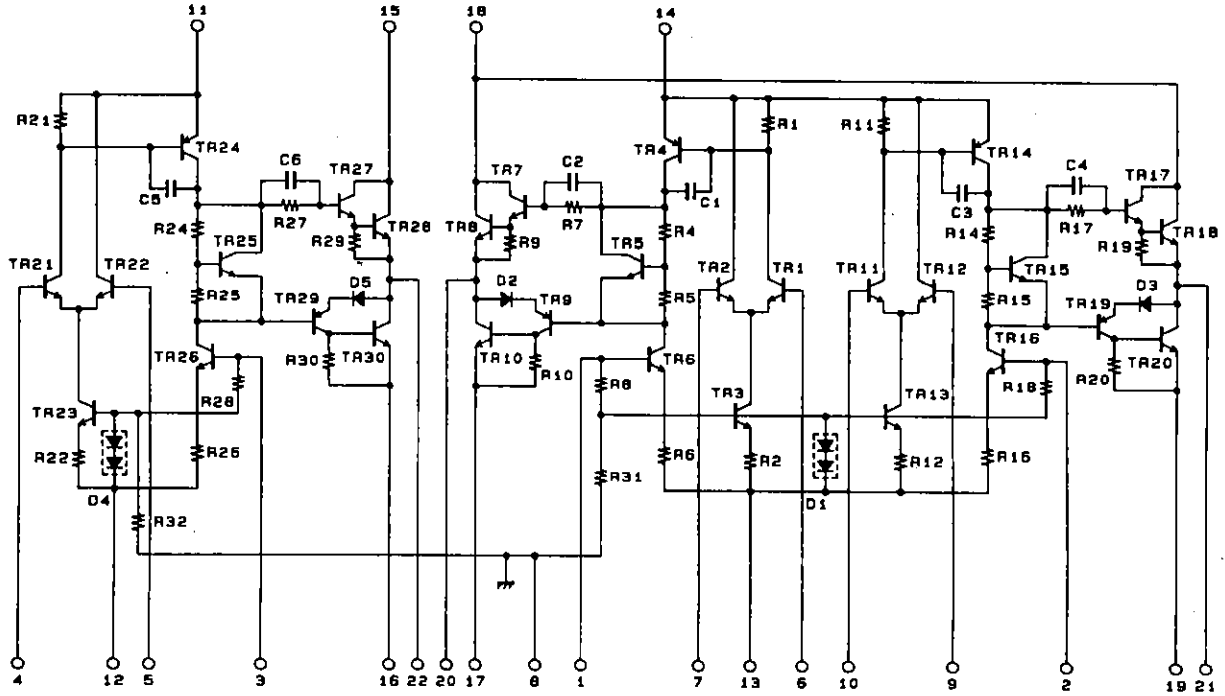 11 15 18 14
R21 TR24 C5 C6 TR27
R24 R27 TR25 R29 TR28
TR21 TR22 R25 TR29 D5
TR26 R30 TR30
TR23 R28
R22 D4 R26
R32
TR7 C2 TR4 C1 R1
TR8 R9 R7 TR5 R4
D2 TR9 R5 TR2 TR1
TR10 R10 TR6
R8 TR3
R31 R6 R2 D1
R11 TR14 C3 C4 TR17
R14 R17 R19 TR18
TR11 TR12 TR15 R15 D3 TR19
TR16 R20 TR20
TR13 R18
R12 R16
4 12 5 3 16 22 20 17 8 1 7 13 6 10 9 2 19 21